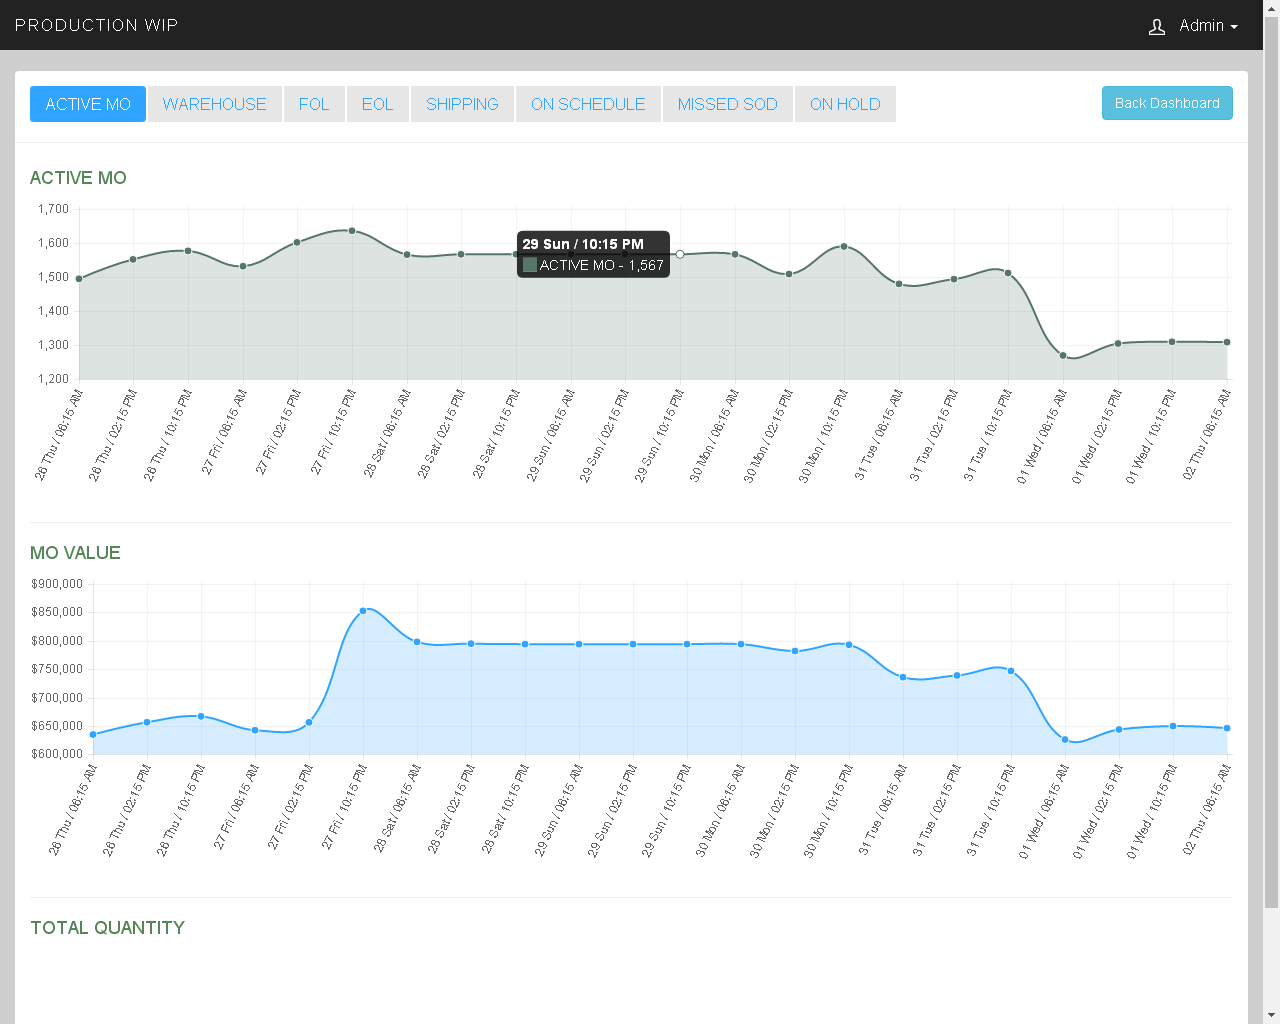 PRODUCTION WIP
Admin
ACTIVE MO WAREHOUSE FOL EOL SHIPPING ON SCHEDULE MISSED SOD ON HOLD Back Dashboard
ACTIVE MO
1,700
1,600
1,500
1,400
1,300
1,200
29 Sun / 10:15 PM
ACTIVE MO - 1,567
26 Thu / 06:15 AM
26 Thu / 02:15 PM
26 Thu / 10:15 PM
27 Fri / 06:15 AM
27 Fri / 02:15 PM
27 Fri / 10:15 PM
28 Sat / 06:15 AM
28 Sat / 02:15 PM
28 Sat / 10:15 PM
29 Sun / 06:15 AM
29 Sun / 02:15 PM
29 Sun / 10:15 PM
30 Mon / 06:15 AM
30 Mon / 02:15 PM
30 Mon / 10:15 PM
31 Tue / 06:15 AM
31 Tue / 02:15 PM
31 Tue / 10:15 PM
01 Wed / 06:15 AM
01 Wed / 02:15 PM
01 Wed / 10:15 PM
02 Thu / 06:15 AM
MO VALUE
$900,000
$850,000
$800,000
$750,000
$700,000
$650,000
$600,000
26 Thu / 06:15 AM
26 Thu / 02:15 PM
26 Thu / 10:15 PM
27 Fri / 06:15 AM
27 Fri / 02:15 PM
27 Fri / 10:15 PM
28 Sat / 06:15 AM
28 Sat / 02:15 PM
28 Sat / 10:15 PM
29 Sun / 06:15 AM
29 Sun / 02:15 PM
29 Sun / 10:15 PM
30 Mon / 06:15 AM
30 Mon / 02:15 PM
30 Mon / 10:15 PM
31 Tue / 06:15 AM
31 Tue / 02:15 PM
31 Tue / 10:15 PM
01 Wed / 06:15 AM
01 Wed / 02:15 PM
01 Wed / 10:15 PM
02 Thu / 06:15 AM
TOTAL QUANTITY